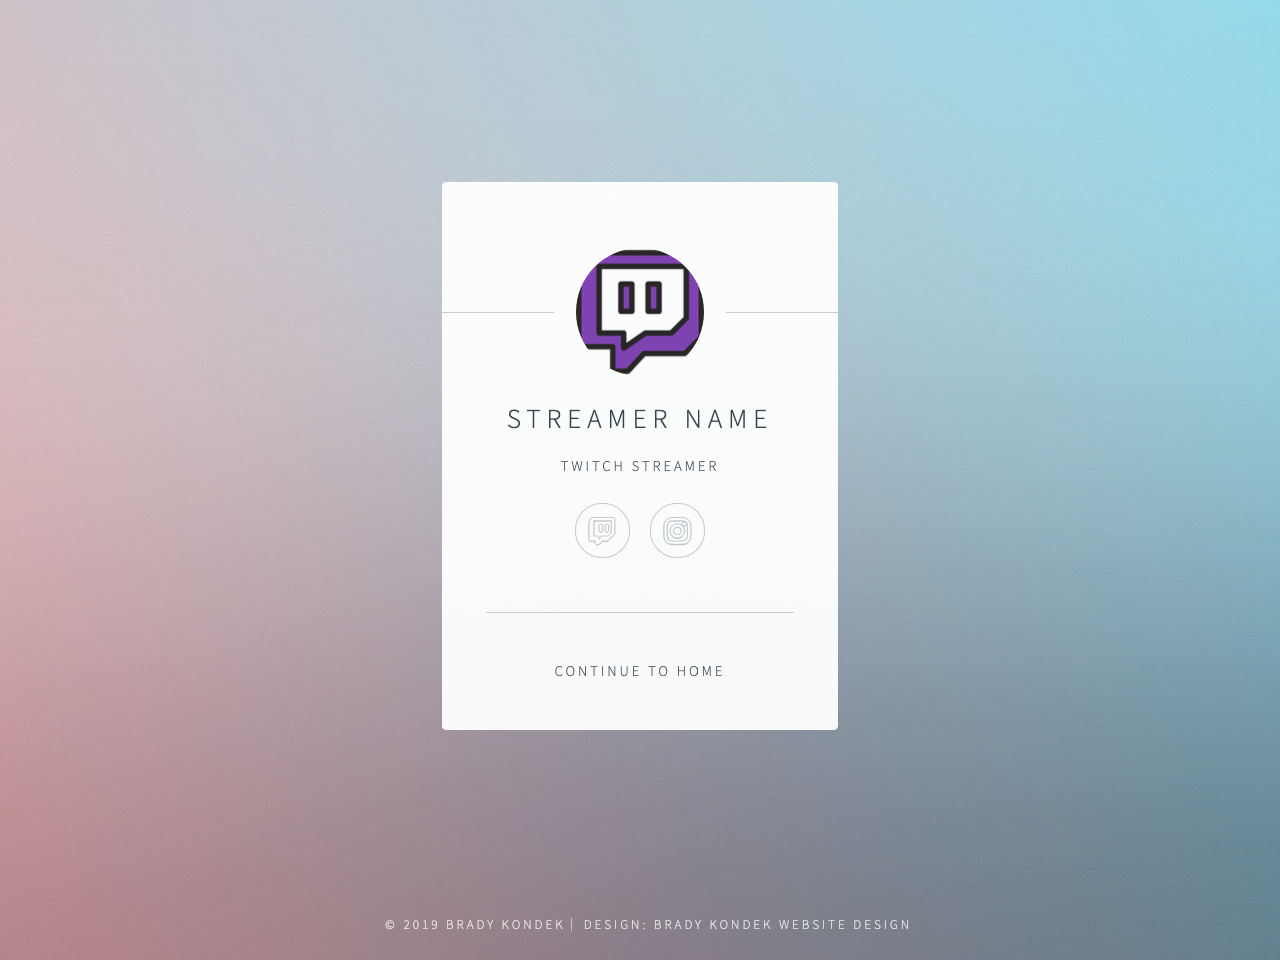 STREAMER NAME
TWITCH STREAMER
CONTINUE TO HOME
© 2019 BRADY KONDEK | DESIGN: BRADY KONDEK WEBSITE DESIGN